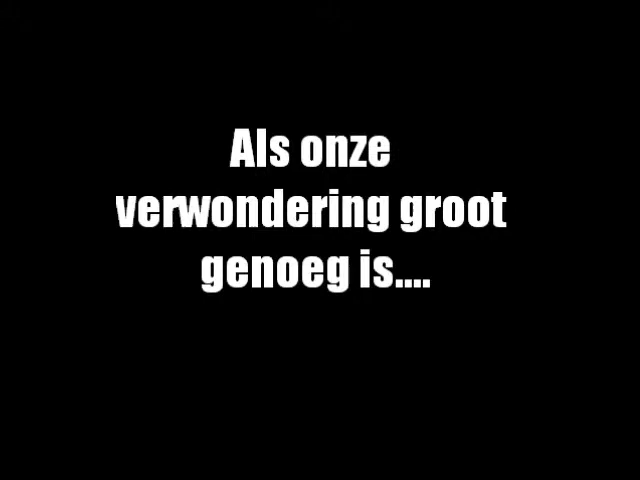 Als onze
verwondering groot
genoeg is....